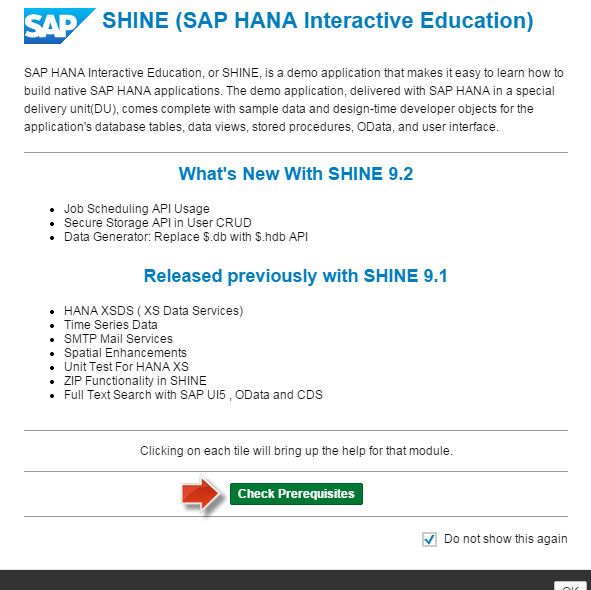 SAP SHINE (SAP HANA Interactive Education)
SAP HANA Interactive Education, or SHINE, is a demo application that makes it easy to learn how to
build native SAP HANA applications. The demo application, delivered with SAP HANA in a special
delivery unit(DU), comes complete with sample data and design-time developer objects for the
application's database tables, data views, stored procedures, OData, and user interface.
What's New With SHINE 9.2
Job Scheduling API Usage
Secure Storage API in User CRUD
Data Generator: Replace $.db with $.hdb API
Released previously with SHINE 9.1
HANA XSDS ( XS Data Services)
Time Series Data
SMTP Mail Services
Spatial Enhancements
Unit Test For HANA XS
ZIP Functionality in SHINE
Full Text Search with SAP UI5 , OData and CDS
Clicking on each tile will bring up the help for that module.
Check Prerequisites
Do not show this again
OK